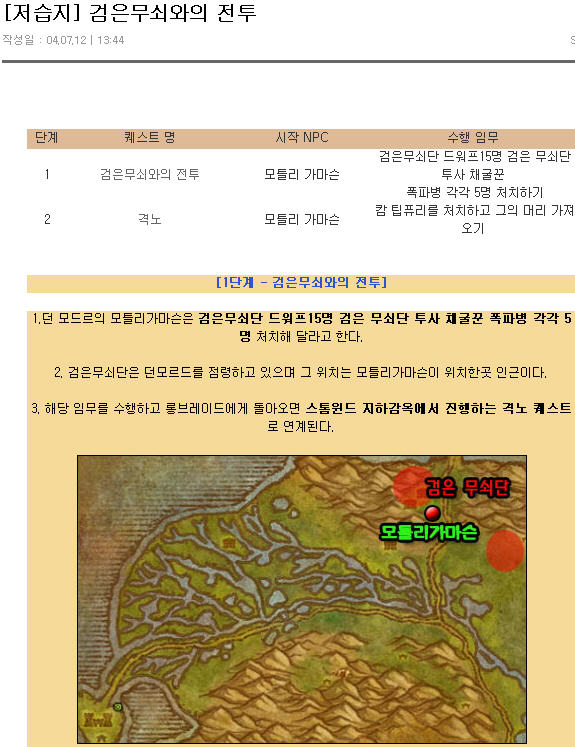 [저습지] 검은무쇠와의 전투
작성일 : 04.07.12 | 13:44
S
단계 퀘스트 명 시작 NPC 수행 임무
1 검은무쇠와의 전투 모틀리 가마슨 검은무쇠단 드워프15명 검은 무쇠단
투사 채굴꾼
폭파병 각각 5명 처치하기
2 격노 모틀리 가마슨 캄 팁퓨리를 처치하고 그의 머리 가져
오기
[1단계 - 검은무쇠와의 전투]
1.던 모드르의 모틀리가마슨은 검은무쇠단 드워프15명 검은 무쇠단 투사 채굴꾼 폭파병 각각 5
명 처치해 달라고 한다.
2. 검은무쇠단은 던모르드를 점령하고 있으며 그 위치는 모틀리가마슨이 위치한곳 인근이다.
3. 해당 임무를 수행하고 롱브레이드에게 돌아오면 스톰윈드 지하감옥에서 진행하는 격노 퀘스트
로 연계된다.
검은 무쇠단
모틀리가마슨